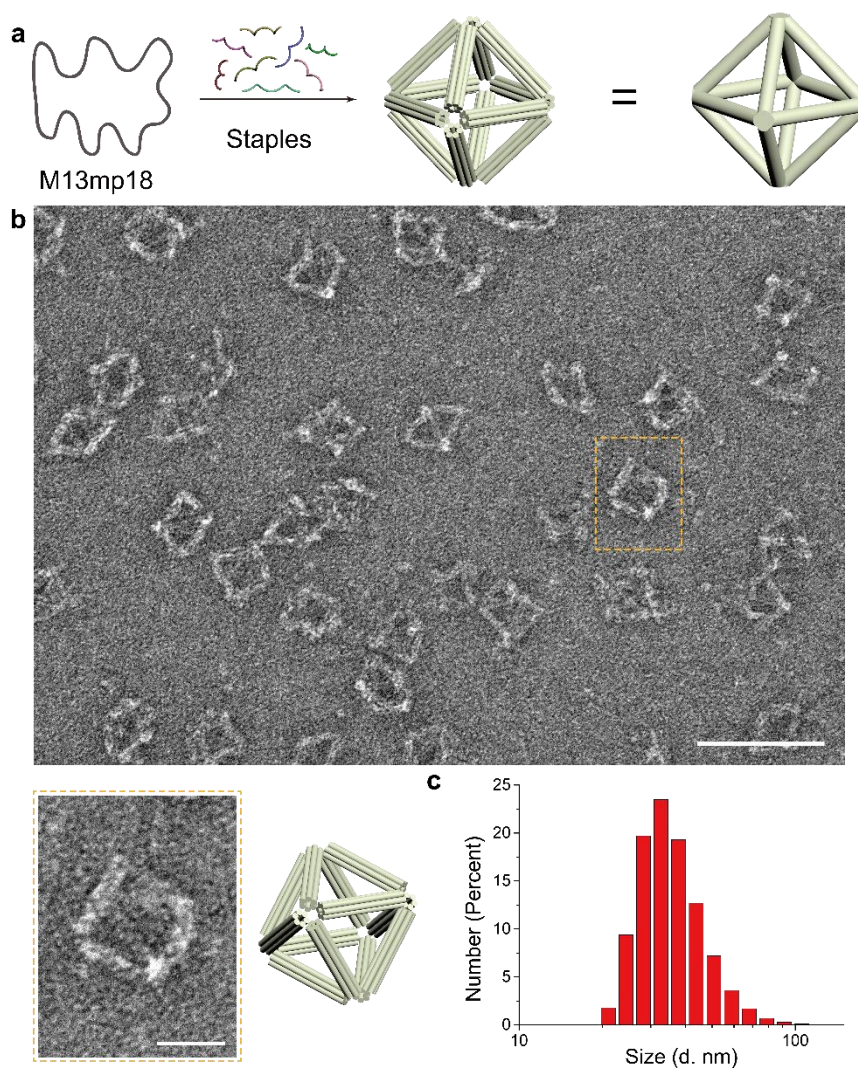 a
M13mp18
Staples
=
b
c
Number (Percent)
25
20
15
10
5
0
10
100
Size (d. nm)